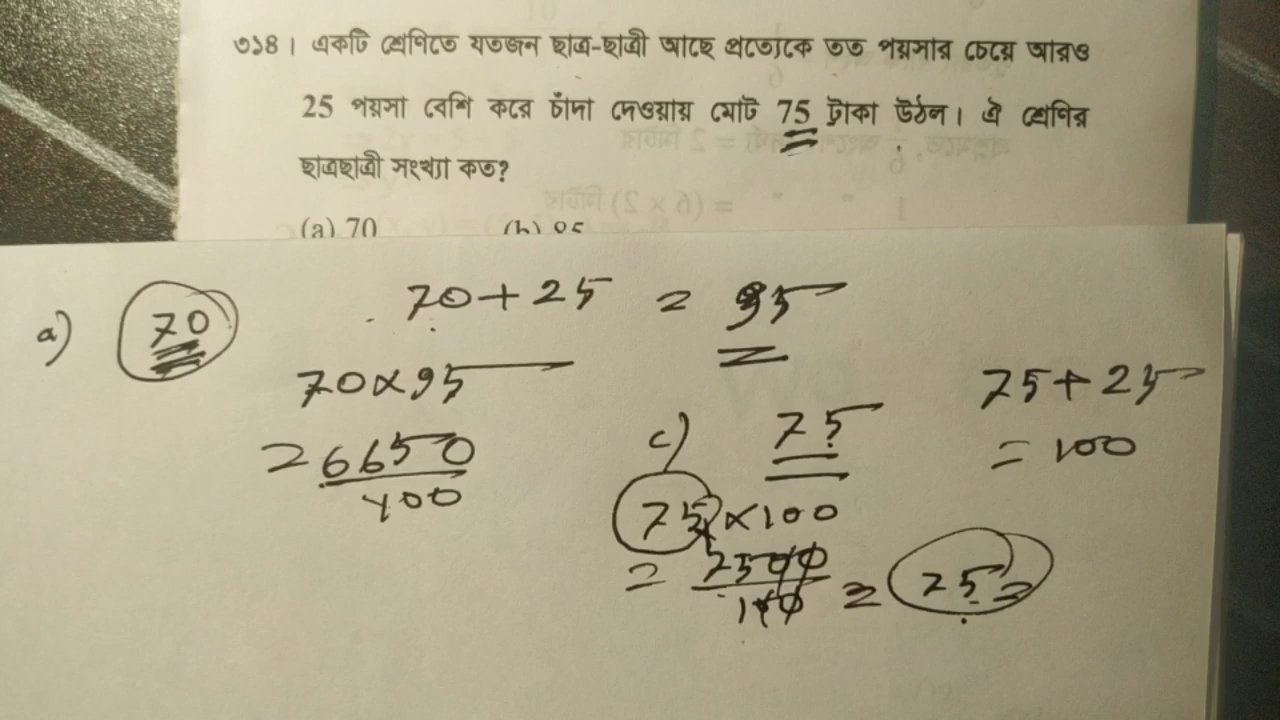 ৩১৪। একটি শ্রেণিতে যতজন ছাত্র-ছাত্রী আছে প্রত্যেকে তত পয়সার চেয়ে আরও
25 পয়সা বেশি করে চাঁদা দেওয়ায় মোট 75 টাকা উঠল। ঐ শ্রেণির
ছাত্রছাত্রী সংখ্যা কত?
(a) 70
a) 70
70+25 = 95
70×95
= 6650
100
c) 75
75+25
= 100
75×100
= 7500
100
= 75